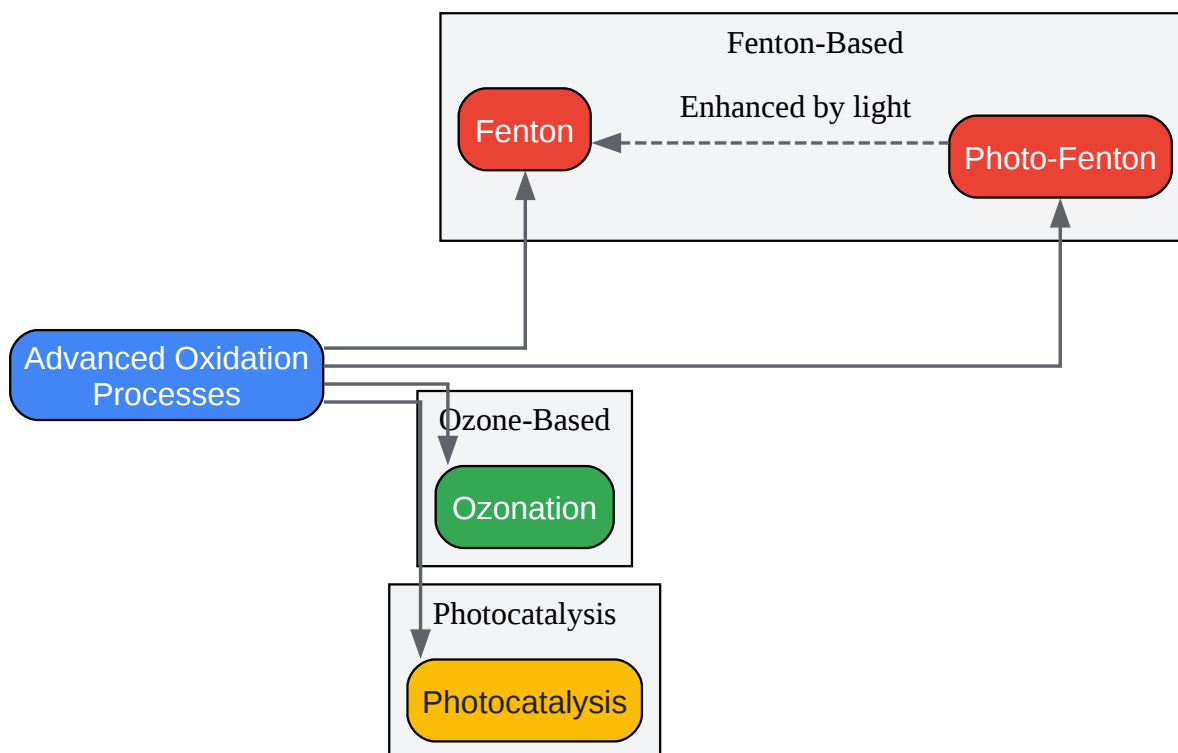 Fenton-Based
Enhanced by light
Fenton
Photo-Fenton
Advanced Oxidation
Processes
Ozone-Based
Ozonation
Photocatalysis
Photocatalysis